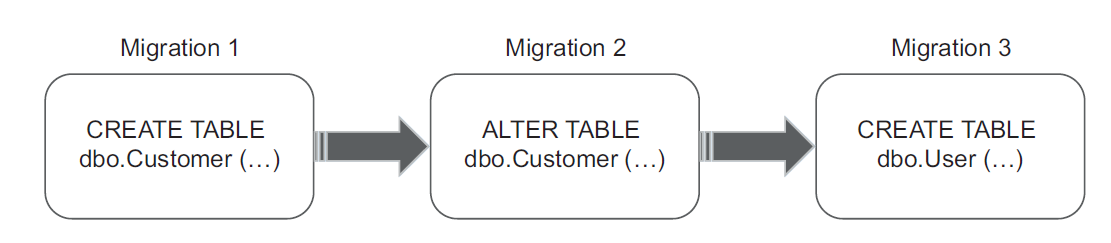 Migration 1
CREATE TABLE
dbo.Customer (…)
Migration 2
ALTER TABLE
dbo.Customer (…)
Migration 3
CREATE TABLE
dbo.User (…)